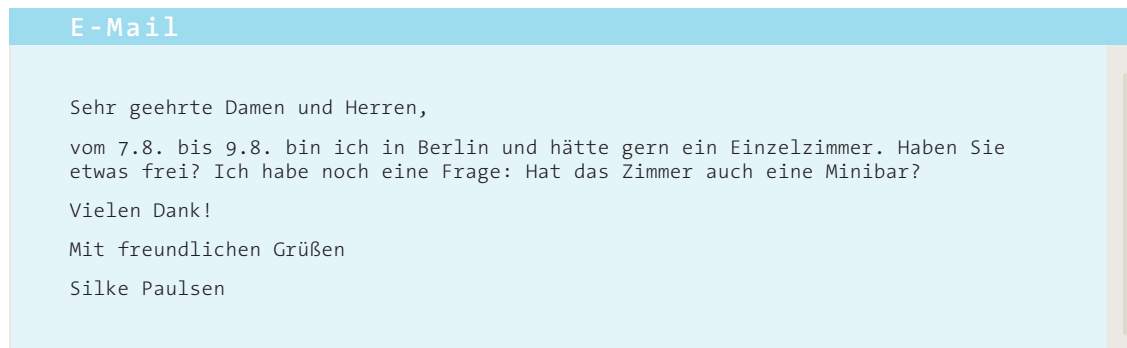 E-Mail
Sehr geehrte Damen und Herren,
vom 7.8. bis 9.8. bin ich in Berlin und hätte gern ein Einzelzimmer. Haben Sie
etwas frei? Ich habe noch eine Frage: Hat das Zimmer auch eine Minibar?
Vielen Dank!
Mit freundlichen Grüßen
Silke Paulsen